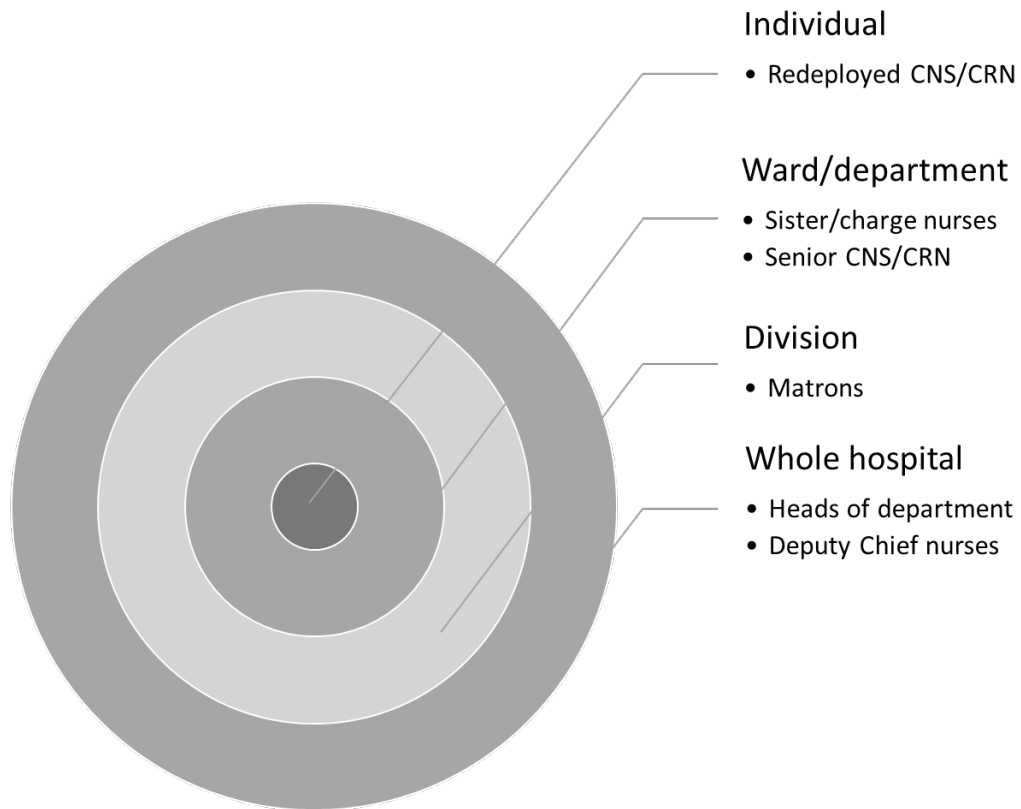 Individual
• Redeployed CNS/CRN
Ward/department
• Sister/charge nurses
• Senior CNS/CRN
Division
• Matrons
Whole hospital
• Heads of department
• Deputy Chief nurses